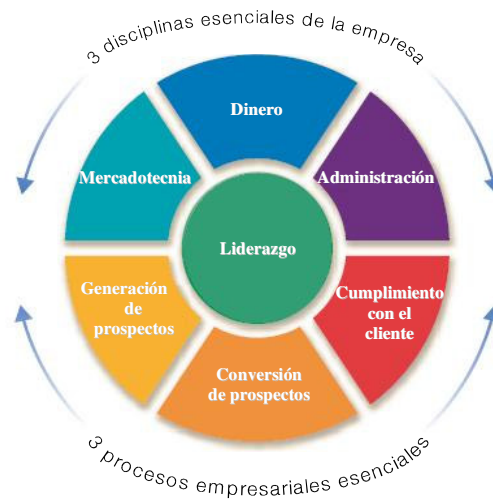 3 disciplinas esenciales de la empresa
Dinero
Mercadotecnia
Administración
Liderazgo
Generación
de
prospectos
Cumplimiento
con el
cliente
Conversión
de prospectos
3 procesos empresariales esenciales